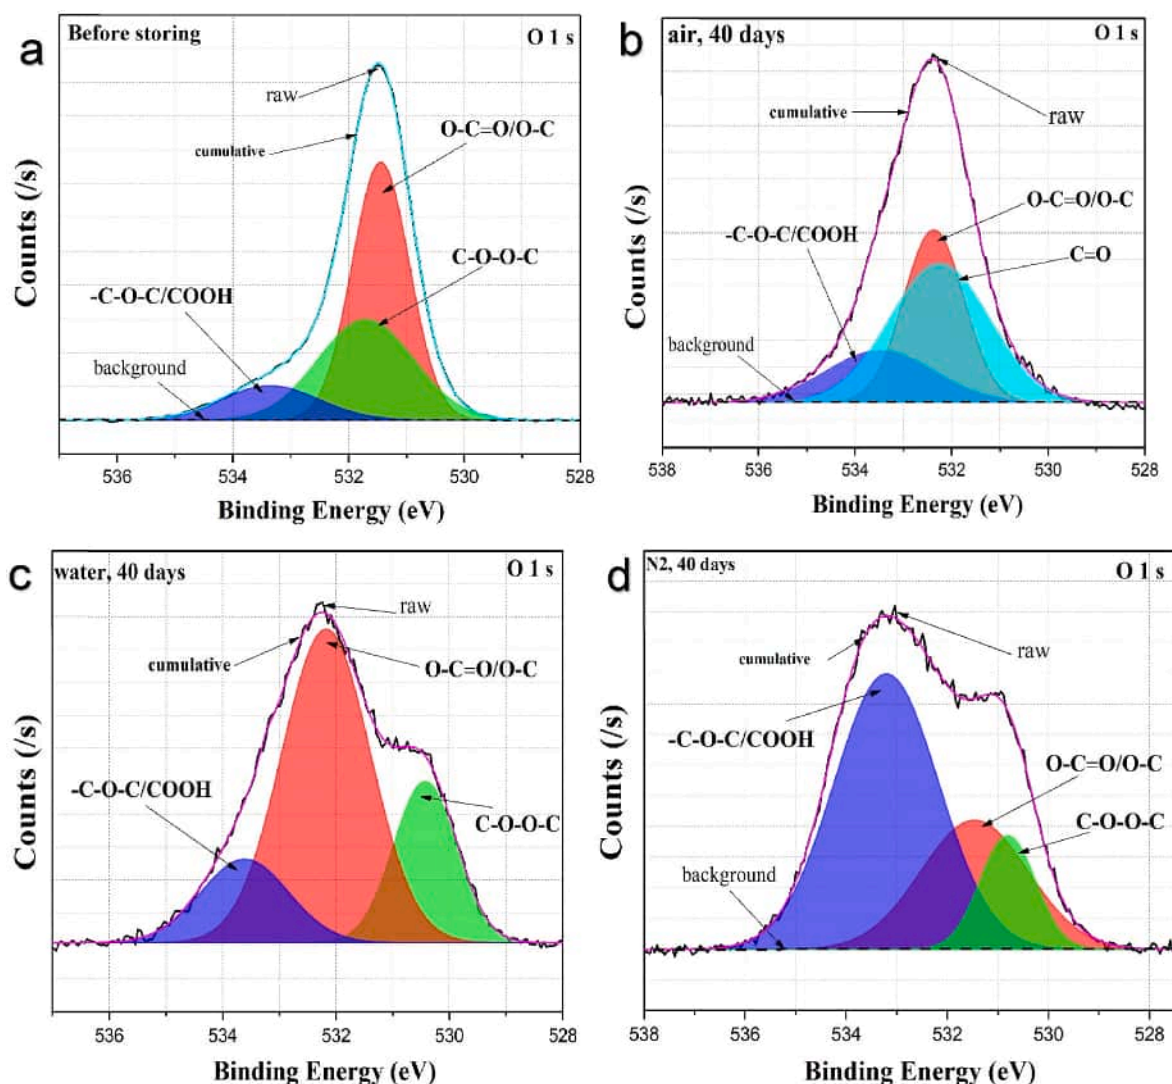 a
Before storing
O 1 s
raw
O-C=O/O-C
cumulative
C-O-O-C
-C-O-C/COOH
background
Counts (/s)
536
534
532
530
528
Binding Energy (eV)
b
air, 40 days
O 1s
cumulative
raw
O-C=O/O-C
-C-O-C/COOH
C=O
background
Counts (/s)
538
536
534
532
530
528
Binding Energy (eV)
c
water, 40 days
O 1 s
raw
cumulative
O-C=O/O-C
-C-O-C/COOH
C-O-O-C
Counts (/s)
536
534
532
530
528
Binding Energy (eV)
d
N2, 40 days
O 1 s
cumulative
raw
-C-O-C/COOH
O-C=O/O-C
C-O-O-C
background
Counts (/s)
538
536
534
532
530
528
Binding Energy (eV)